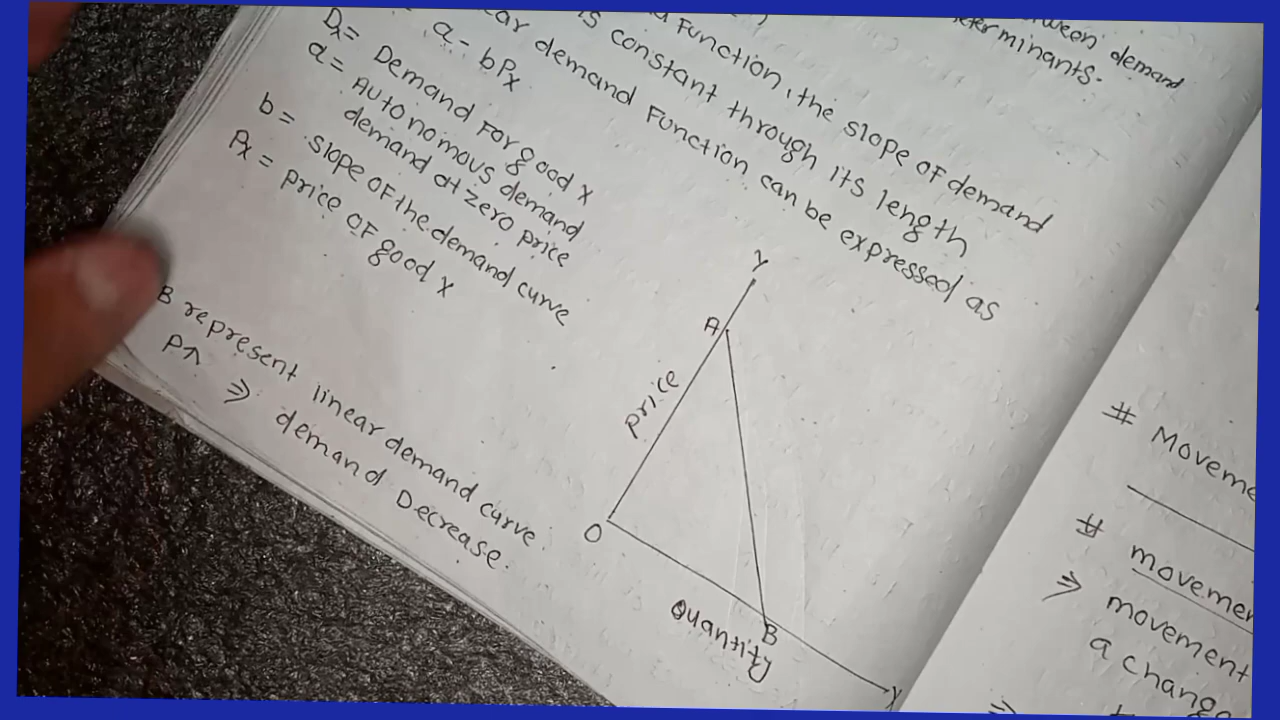 ween demand
terminants.
Function, the slope OF demand
is constant through its length
ear demand Function can be expressed as
a - bPx
Dx = Demand For good x
a = Autonomous demand
demand at zero price
b = slope OF the demand curve
Px = price OF good x
Y
A
price
O
Quantity
B
X
B represent linear demand curve.
P↑ ⇒ demand Decrease.
# Moveme
# movemen
⇒ movement
a change
⇒